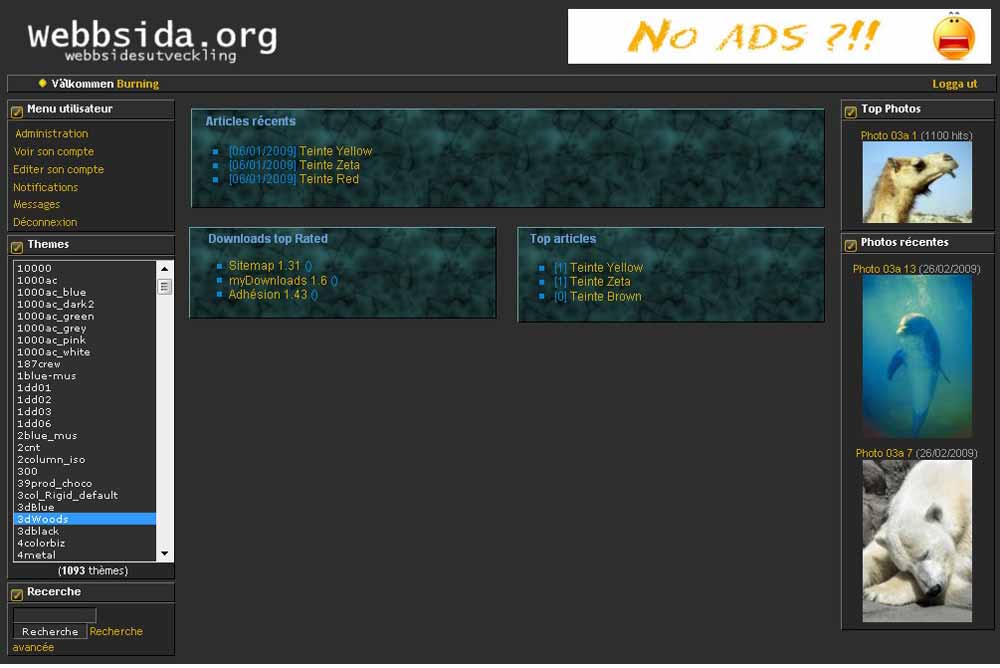 webbsida.org
webbsidesutveckling
No ADS ?!!
Välkommen Burning
Logga ut
Menu utilisateur
Administration
Voir son compte
Editer son compte
Notifications
Messages
Déconnexion
Themes
10000
1000ac
1000ac_blue
1000ac_dark2
1000ac_green
1000ac_grey
1000ac_pink
1000ac_white
187crew
1blue-mus
1dd01
1dd02
1dd03
1dd06
2blue_mus
2cnt
2column_iso
300
39prod_choco
3col_Rigid_default
3dBlue
3dWoods
3dblack
4colorbiz
4metal
(1093 thèmes)
Recerche
Recherche Recherche
avancée
Articles récents
[06/01/2009] Teinte Yellow
[06/01/2009] Teinte Zeta
[06/01/2009] Teinte Red
Downloads top Rated
Sitemap 1.31 ()
myDownloads 1.6 ()
Adhésion 1.43 ()
Top articles
[1] Teinte Yellow
[1] Teinte Zeta
[0] Teinte Brown
Top Photos
Photo 03a 1 (1100 hits)
Photos récentes
Photo 03a 13 (26/02/2009)
Photo 03a 7 (26/02/2009)